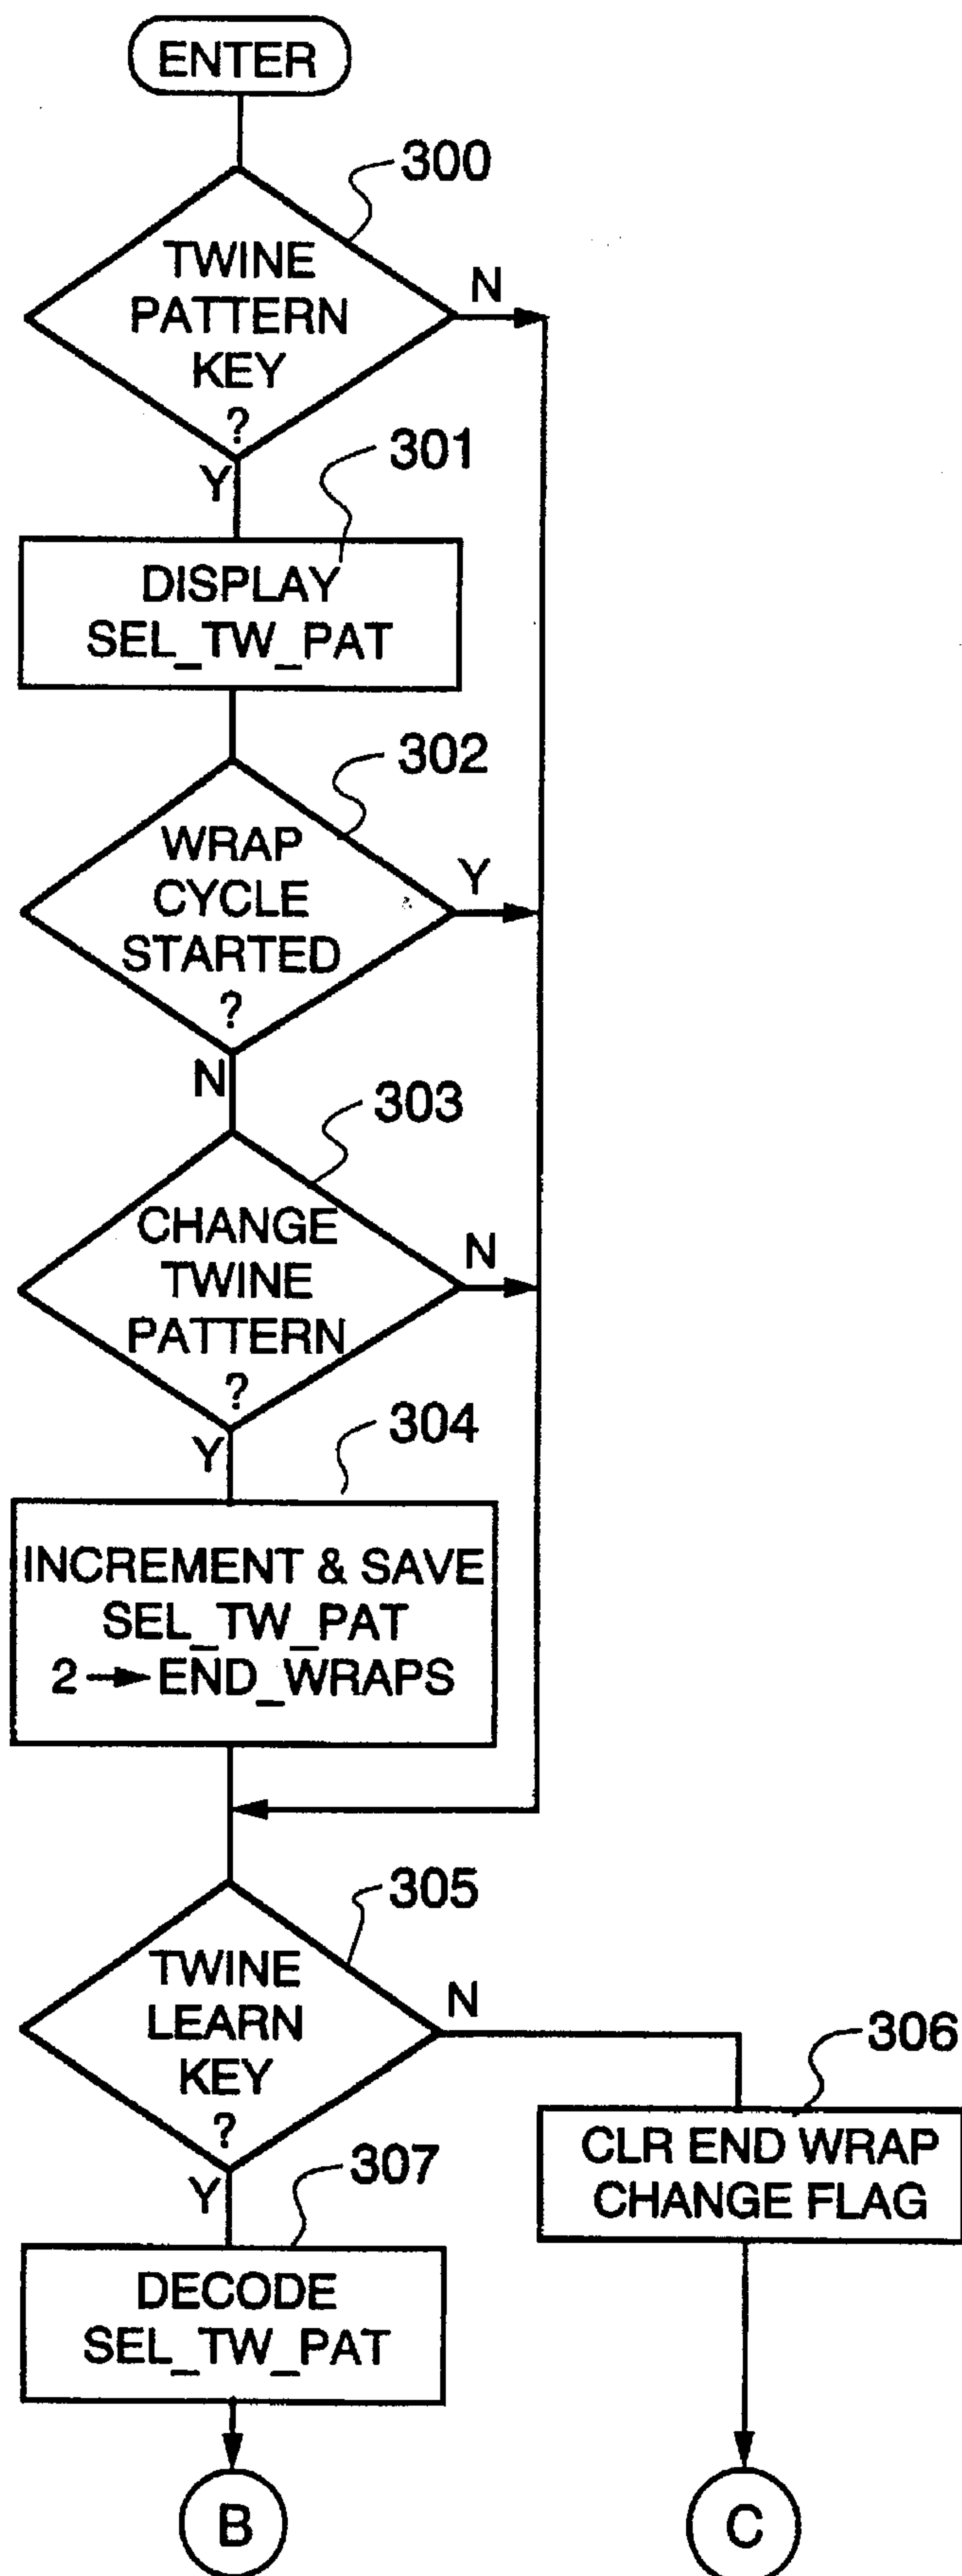 ENTER
300
TWINE
PATTERN
KEY
?
N
Y
301
DISPLAY
SEL_TW_PAT
302
WRAP
CYCLE
STARTED
?
Y
N
303
CHANGE
TWINE
PATTERN
?
N
Y
304
INCREMENT & SAVE
SEL_TW_PAT
2 → END_WRAPS
305
TWINE
LEARN
KEY
?
N
Y
306
CLR END WRAP
CHANGE FLAG
307
DECODE
SEL_TW_PAT
B
C